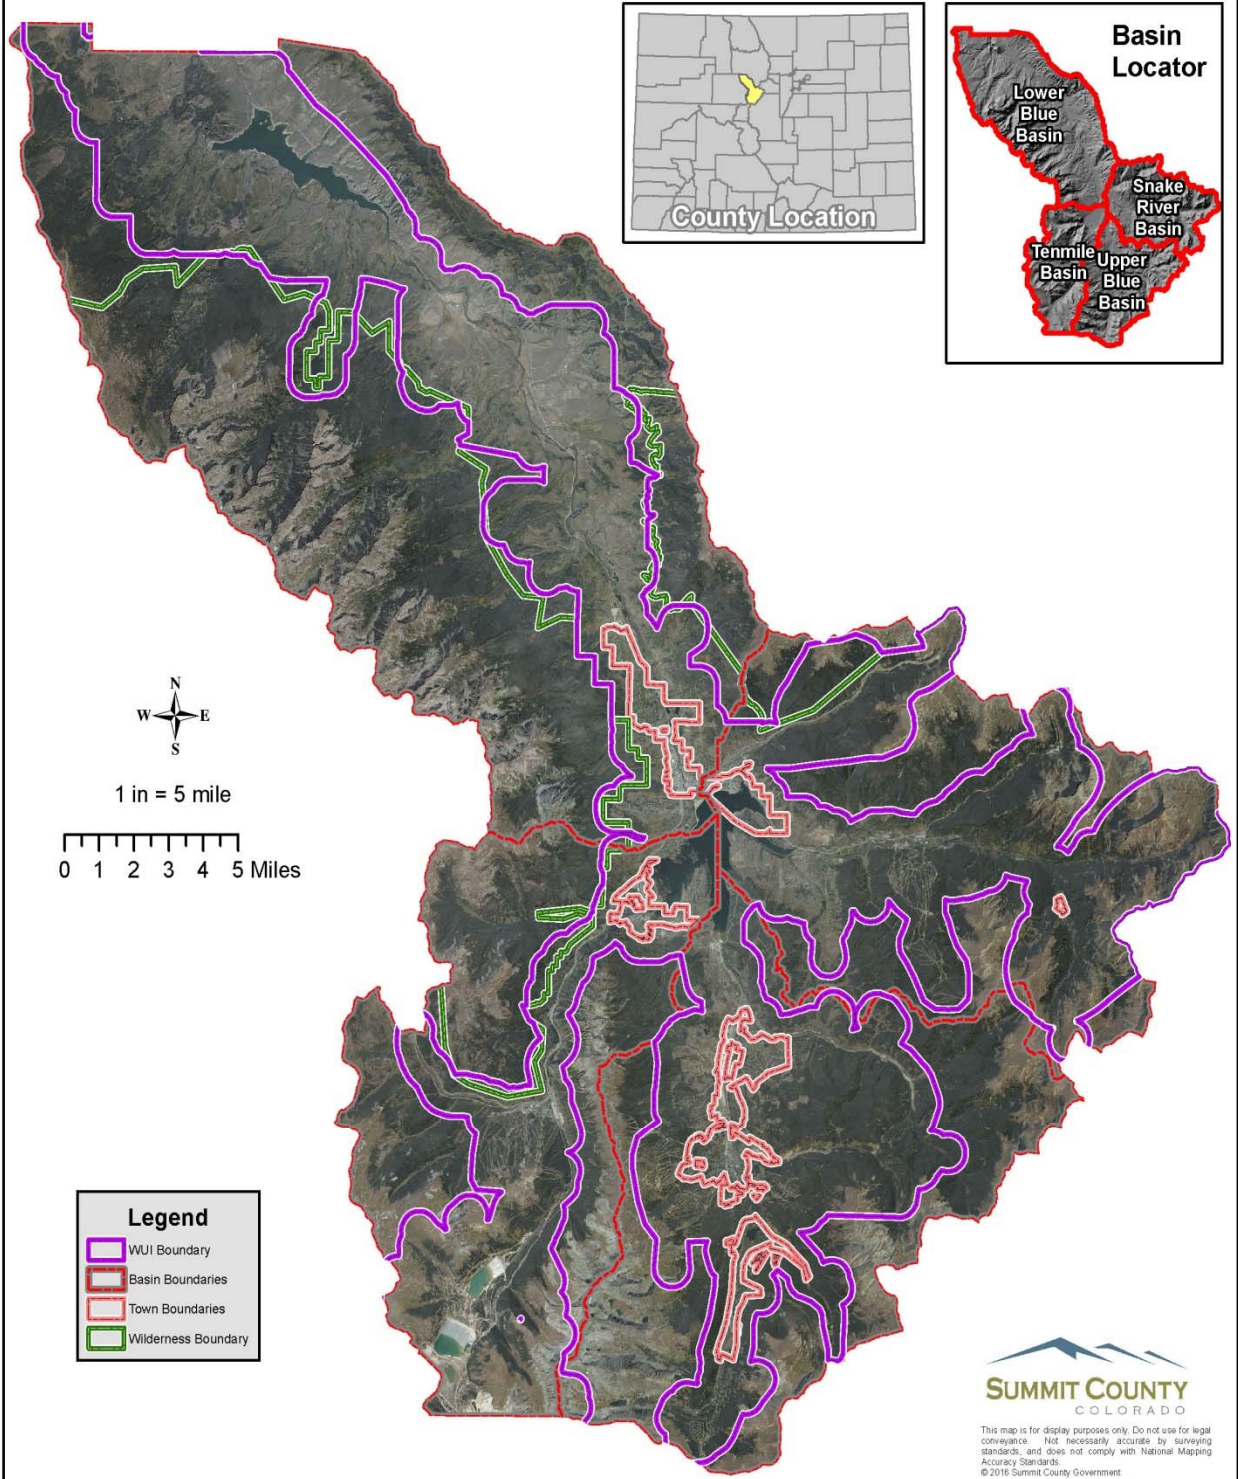 County Location
Basin
Locator
Lower
Blue
Basin
Snake
River
Basin
Tenmile
Basin
Upper
Blue
Basin
N
W
E
S
1 in = 5 mile
0 1 2 3 4 5 Miles
Legend
WUI Boundary
Basin Boundaries
Town Boundaries
Wilderness Boundary
SUMMIT COUNTY
COLORADO
This map is for display purposes only. Do not use for legal
conveyance. Not necessarily accurate by surveying
standards, and does not comply with National Mapping
Accuracy Standards.
© 2016 Summit County Government